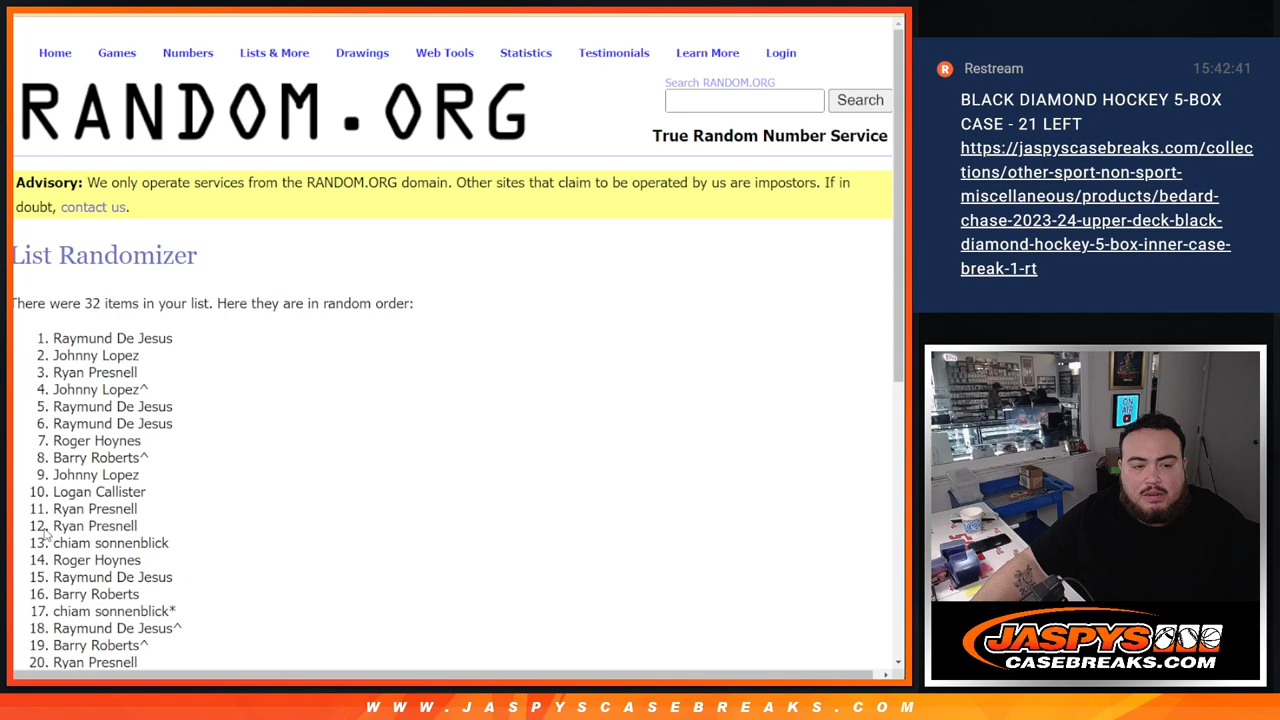 Home Games Numbers Lists & More Drawings Web Tools Statistics Testimonials Learn More Login
RANDOM.ORG
Search RANDOM.ORG
Search
True Random Number Service
Advisory: We only operate services from the RANDOM.ORG domain. Other sites that claim to be operated by us are impostors. If in
doubt, contact us.
List Randomizer
There were 32 items in your list. Here they are in random order:
1. Raymund De Jesus
2. Johnny Lopez
3. Ryan Presnell
4. Johnny Lopez^
5. Raymund De Jesus
6. Raymund De Jesus
7. Roger Hoynes
8. Barry Roberts^
9. Johnny Lopez
10. Logan Callister
11. Ryan Presnell
12. Ryan Presnell
13. chiam sonnenblick
14. Roger Hoynes
15. Raymund De Jesus
16. Barry Roberts
17. chiam sonnenblick*
18. Raymund De Jesus^
19. Barry Roberts^
20. Ryan Presnell
R Restream 15:42:41
BLACK DIAMOND HOCKEY 5-BOX
CASE - 21 LEFT
https://jaspyscasebreaks.com/collec
tions/other-sport-non-sport-
miscellaneous/products/bedard-
chase-2023-24-upper-deck-black-
diamond-hockey-5-box-inner-case-
break-1-rt
ON
AIR
JASPYS
CASEBREAKS.COM
WWW.JASPYSCASEBREAKS.COM